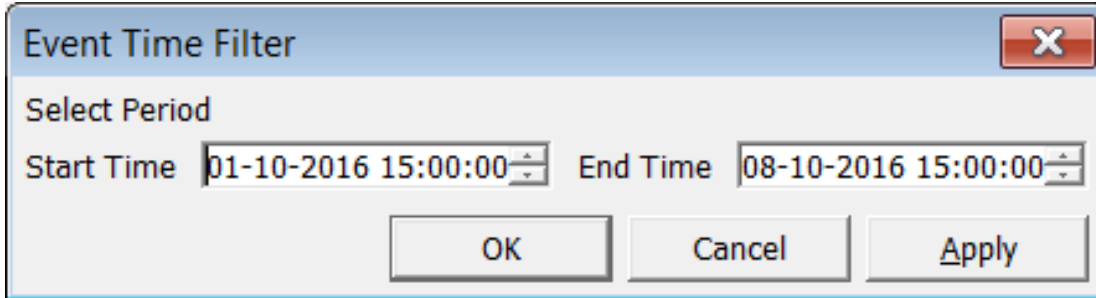 Event Time Filter
Select Period
Start Time 01-10-2016 15:00:00 End Time 08-10-2016 15:00:00
OK Cancel Apply